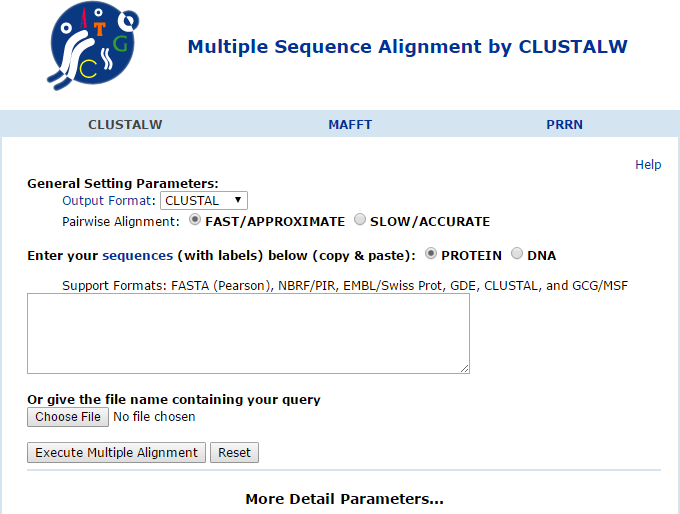 A T G C
Multiple Sequence Alignment by CLUSTALW
CLUSTALW MAFFT PRRN
Help
General Setting Parameters:
Output Format: CLUSTAL
Pairwise Alignment: FAST/APPROXIMATE SLOW/ACCURATE
Enter your sequences (with labels) below (copy & paste): PROTEIN DNA
Support Formats: FASTA (Pearson), NBRF/PIR, EMBL/Swiss Prot, GDE, CLUSTAL, and GCG/MSF
Or give the file name containing your query
Choose File No file chosen
Execute Multiple Alignment Reset
More Detail Parameters...